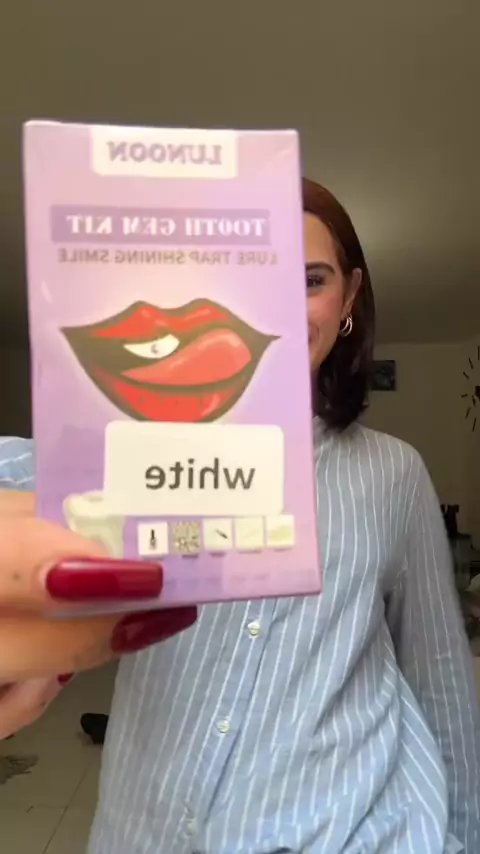 LUNOON
TOOTH GEM KIT
LURE TRAP SHINING SMILE
white